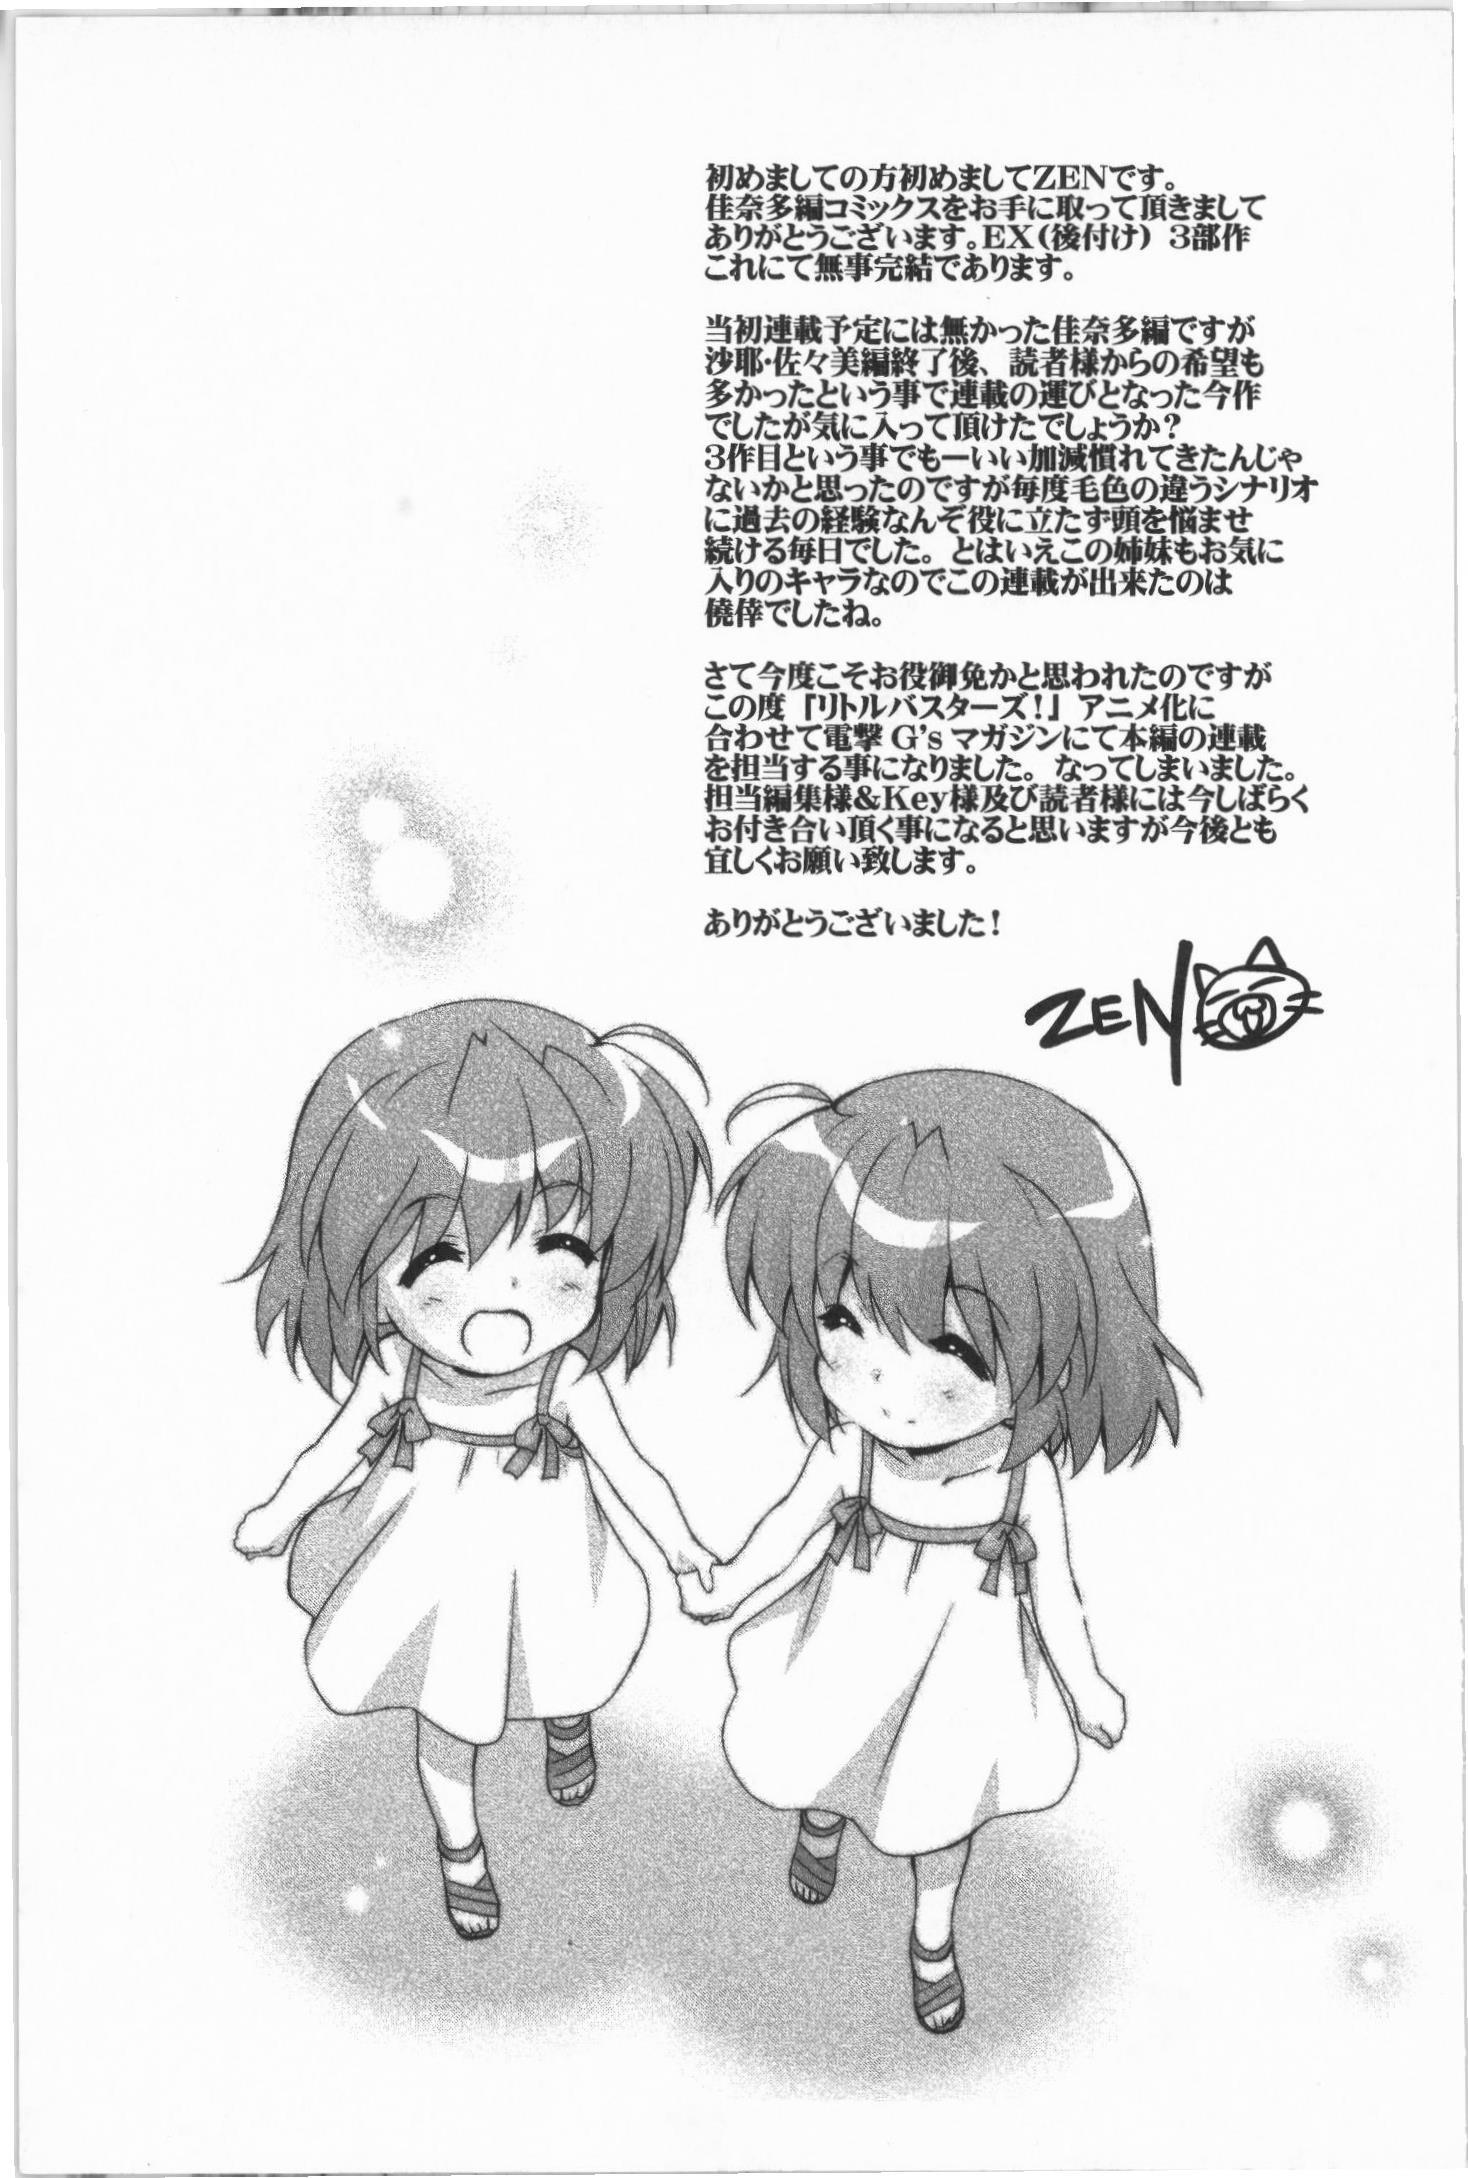 初めましての方初めましてZENです。
佳奈多編コミックスをお手に取って頂きまして
ありがとうございます。EX(後付け) 3部作
これにて無事完結であります。
当初連載予定には無かった佳奈多編ですが
沙耶・佐々美編終了後、読者様からの希望も
多かったという事で連載の運びとなった今作
でしたが気に入って頂けたでしょうか?
3作目という事でもーいい加減慣れてきたんじゃ
ないかと思ったのですが毎度毛色の違うシナリオ
に過去の経験なんぞ役に立たず頭を悩ませ
続ける毎日でした。とはいえこの姉妹もお気に
入りのキャラなのでこの連載が出来たのは
僥倖でしたね。
さて今度こそお役御免かと思われたのですが
この度『リトルバスターズ!』アニメ化に
合わせて電撃 G'sマガジンにて本編の連載
を担当する事になりました。なってしまいました。
担当編集様&Key様及び読者様には今しばらく
お付き合い頂く事になると思いますが今後とも
宜しくお願い致します。
ありがとうございました!
ZEN